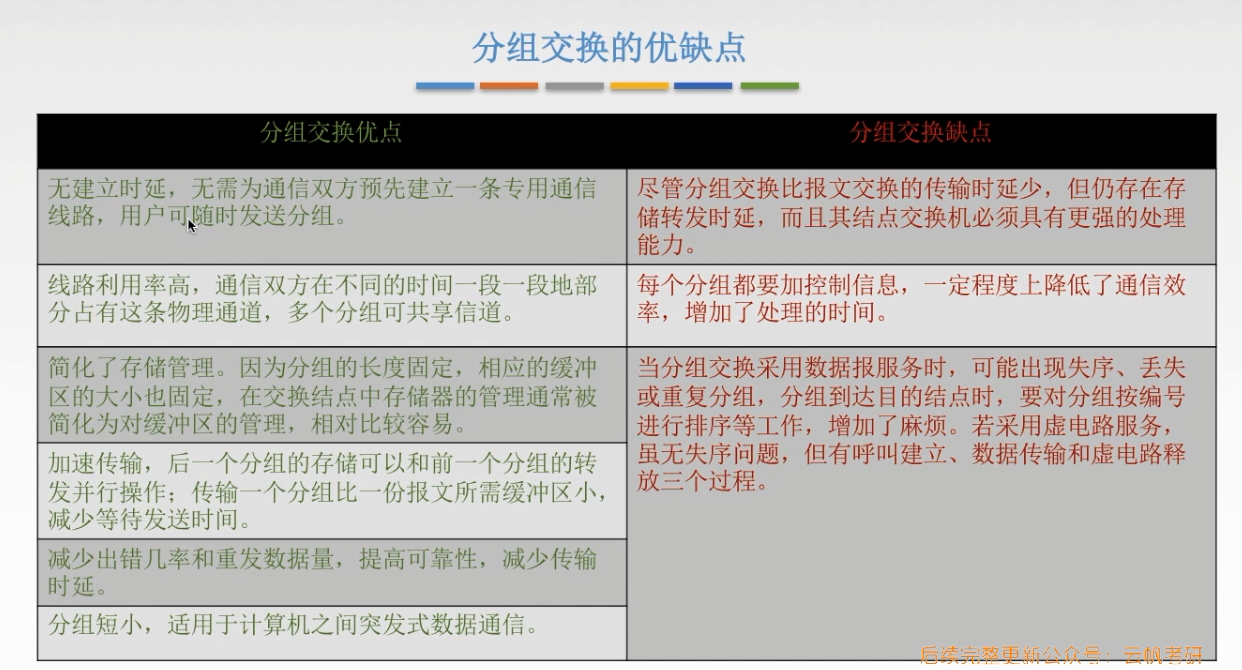 分组交换的优缺点
分组交换优点
分组交换缺点
无建立时延，无需为通信双方预先建立一条专用通信
线路，用户可随时发送分组。
尽管分组交换比报文交换的传输时延少，但仍存在存
储转发时延，而且其结点交换机必须具有更强的处理
能力。
线路利用率高，通信双方在不同的时间一段一段地部
分占有这条物理通道，多个分组可共享信道。
每个分组都要加控制信息，一定程度上降低了通信效
率，增加了处理的时间。
简化了存储管理。因为分组的长度固定，相应的缓冲
区的大小也固定，在交换结点中存储器的管理通常被
简化为对缓冲区的管理，相对比较容易。
当分组交换采用数据报服务时，可能出现失序、丢失
或重复分组，分组到达目的结点时，要对分组按编号
进行排序等工作，增加了麻烦。若采用虚电路服务，
虽无失序问题，但有呼叫建立、数据传输和虚电路释
放三个过程。
加速传输，后一个分组的存储可以和前一个分组的转
发并行操作；传输一个分组比一份报文所需缓冲区小，
减少等待发送时间。
减少出错几率和重发数据量，提高可靠性，减少传输
时延。
分组短小，适用于计算机之间突发式数据通信。
后续完整更新公众号：云帆考研